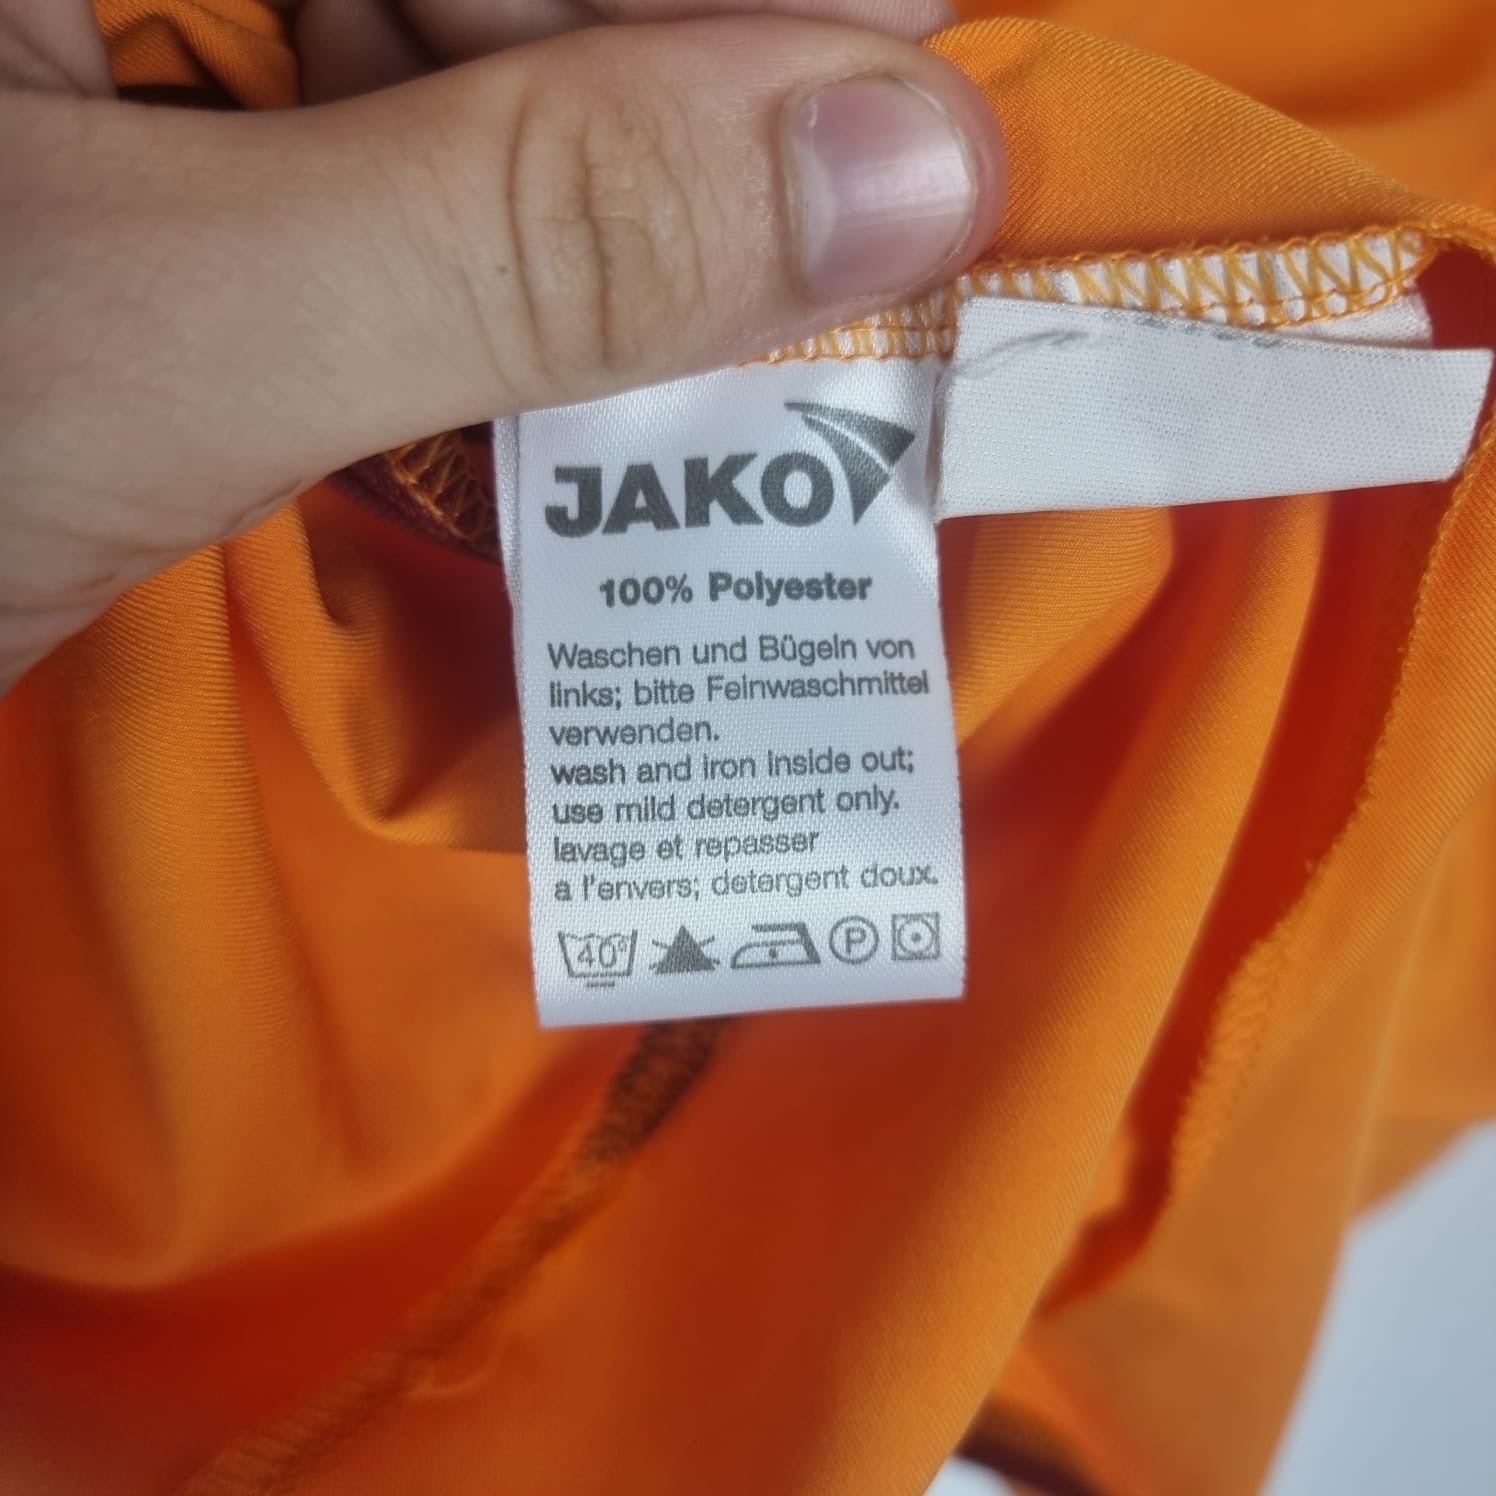 JAKO
100% Polyester
Waschen und Bügeln von
links; bitte Feinwaschmittel
verwenden.
wash and iron inside out;
use mild detergent only.
lavage et repasser
a l'envers; detergent doux.
40° P